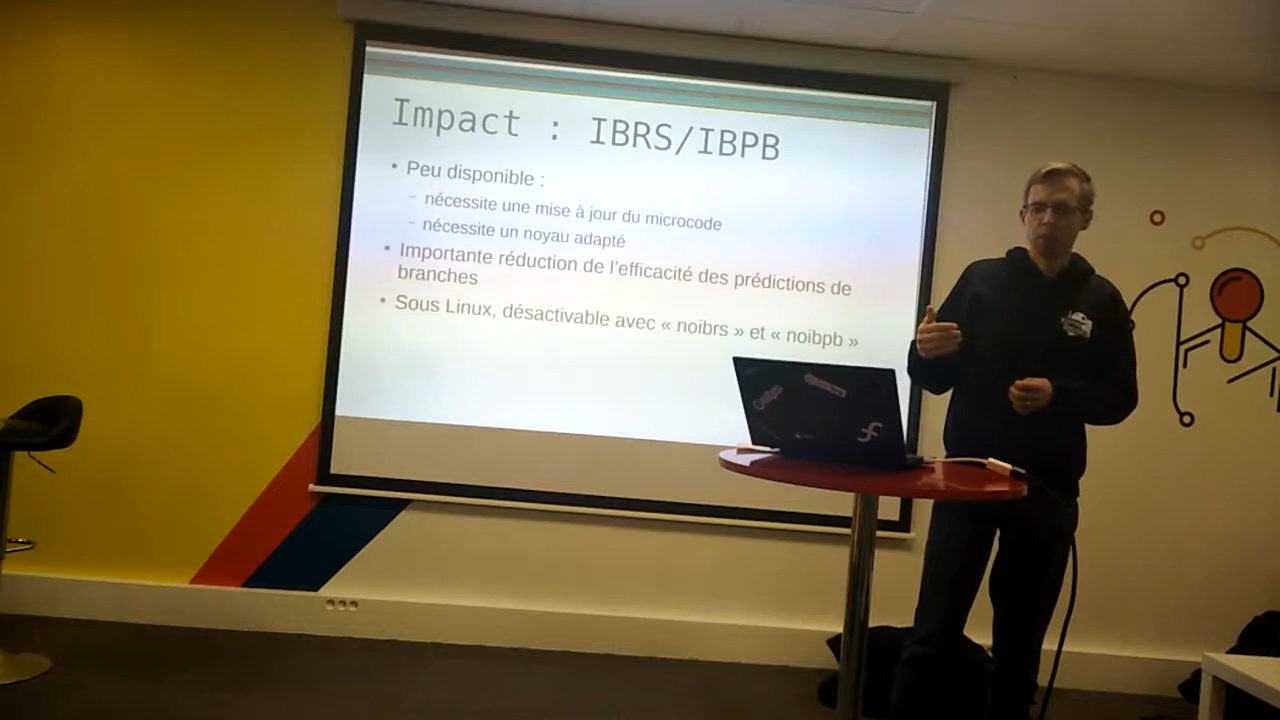 Impact : IBRS/IBPB
• Peu disponible :
– nécessite une mise à jour du microcode
– nécessite un noyau adapté
• Importante réduction de l'efficacité des prédictions de
branches
• Sous Linux, désactivable avec « noibrs » et « noibpb »